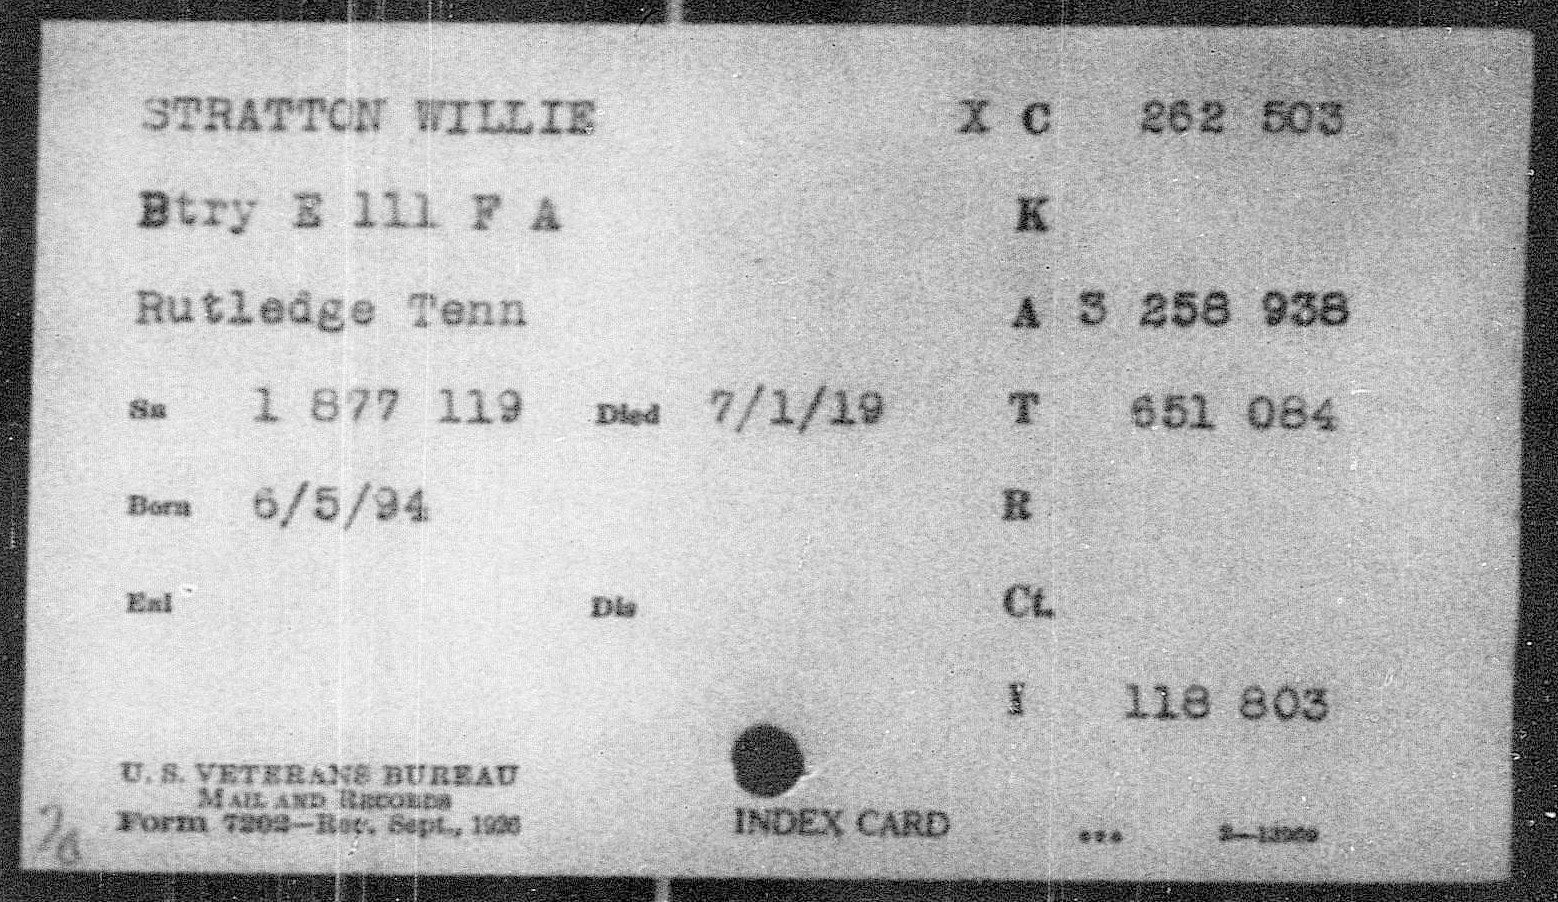 STRATTON WILLIE X C 262 503
Btry E 111 F A K
Rutledge Tenn A 3 258 938
Sn 1 877 119 Died 7/1/19 T 651 084
Born 6/5/94 R
Enl Dis Ct.
118 803
U. S. VETERANS BUREAU
MAIL AND RECORDS
Form 7202—Rev. Sept., 1926
INDEX CARD